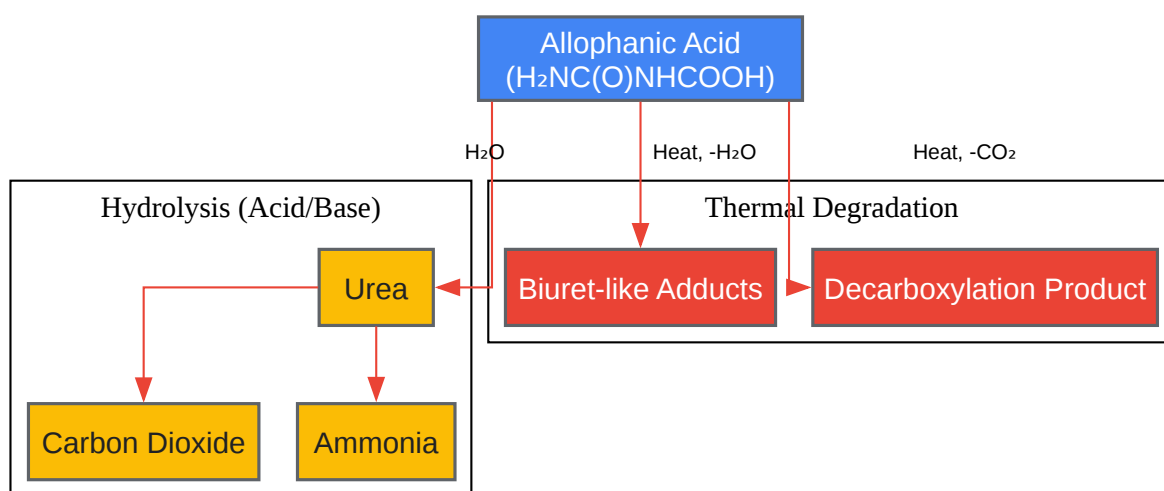 Allophanic Acid
(H₂NC(O)NHCOOH)
H₂O
Heat, -H₂O
Heat, -CO₂
Hydrolysis (Acid/Base)
Thermal Degradation
Urea
Biuret-like Adducts
Decarboxylation Product
Carbon Dioxide
Ammonia